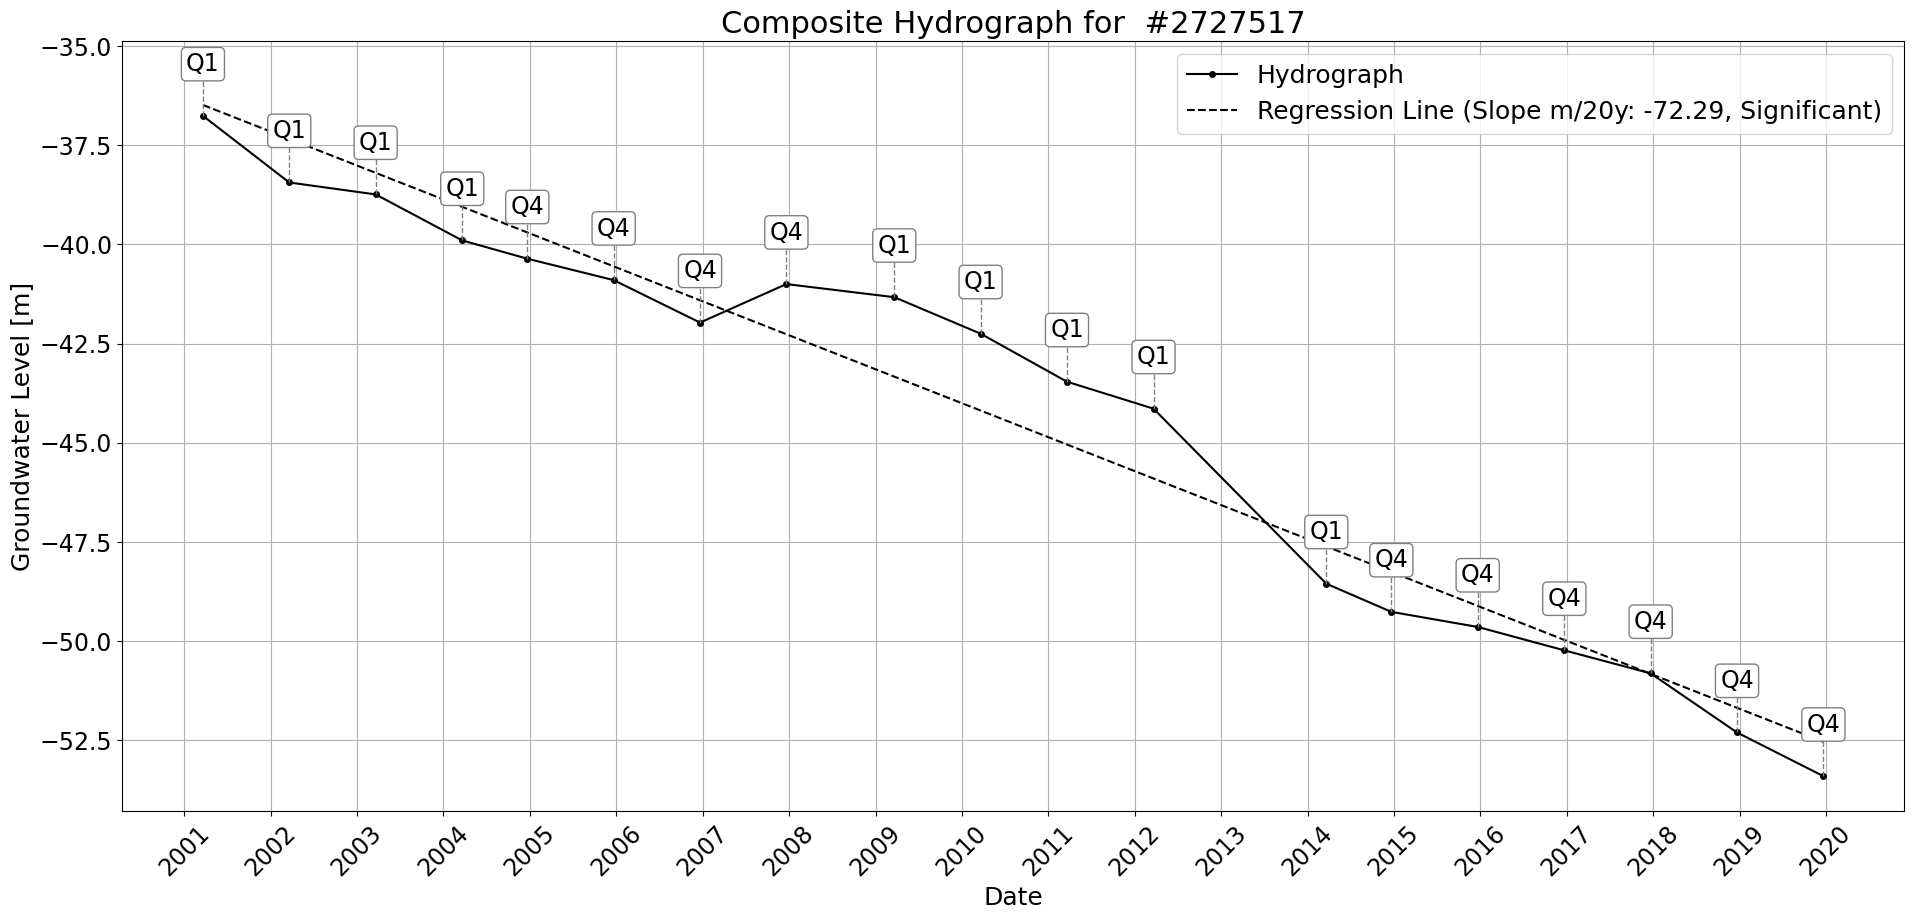 Composite Hydrograph for  #2727517
Hydrograph
Regression Line (Slope m/20y: -72.29, Significant)
Groundwater Level [m]
−35.0
−37.5
−40.0
−42.5
−45.0
−47.5
−50.0
−52.5
Q1
Q1
Q1
Q1
Q4
Q4
Q4
Q4
Q1
Q1
Q1
Q1
Q1
Q4
Q4
Q4
Q4
Q4
Q4
2001
2002
2003
2004
2005
2006
2007
2008
2009
2010
2011
2012
2013
2014
2015
2016
2017
2018
2019
2020
Date